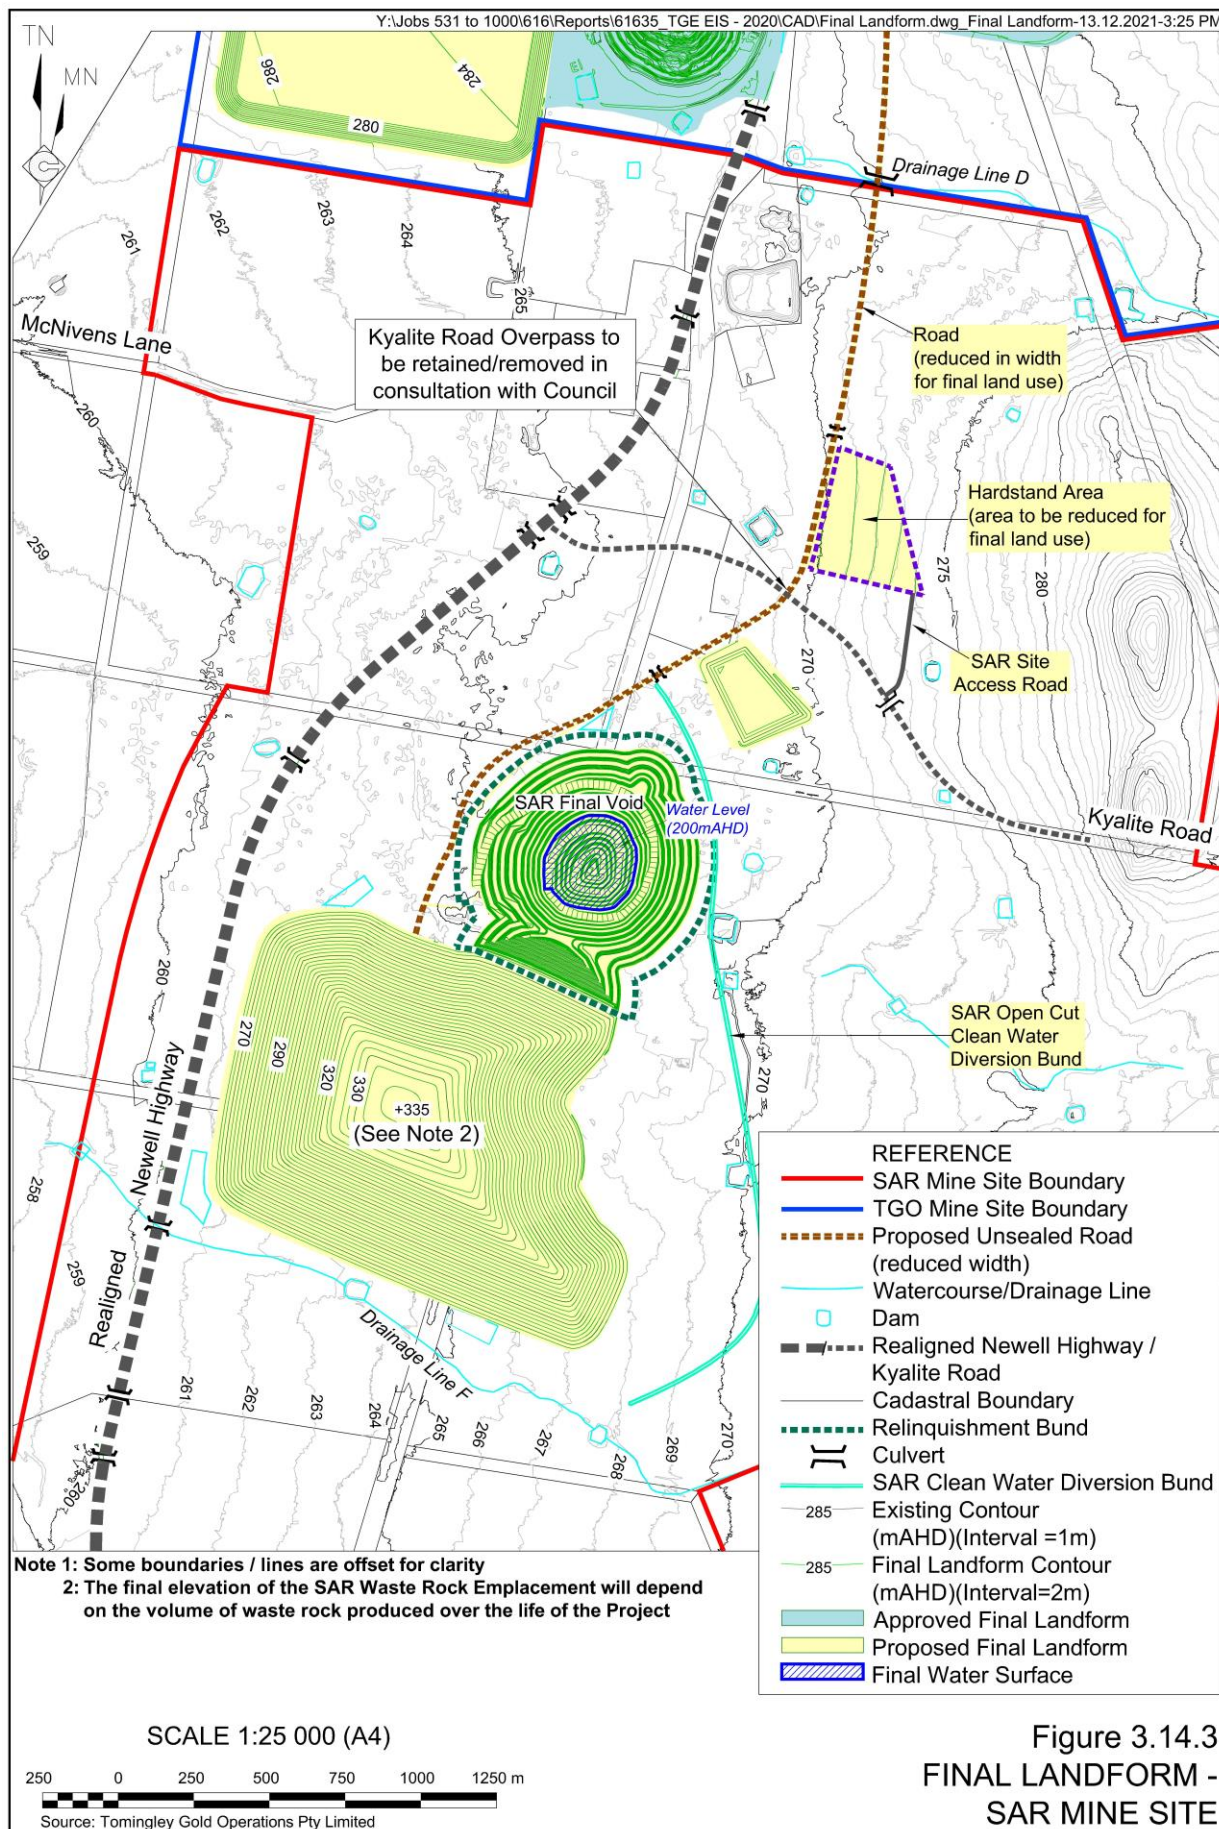 Y:\Jobs 531 to 1000\616\Reports\61635_TGE EIS - 2020\CAD\Final Landform.dwg_Final Landform-13.12.2021-3:25 PM
TN
MN
286
284
280
Drainage Line D
261
262
263
264
265
McNivens Lane
Kyalite Road Overpass to
be retained/removed in
consultation with Council
Road
(reduced in width
for final land use)
260
Hardstand Area
(area to be reduced for
final land use)
259
275
280
270
SAR Site
Access Road
SAR Final Void
Water Level
(200mAHD)
Kyalite Road
260
270
290
320
330
+335
(See Note 2)
SAR Open Cut
Clean Water
Diversion Bund
270
258
259
Realigned
Newell Highway
Drainage Line F
260
261
262
263
264
265
266
267
268
269
270
REFERENCE
SAR Mine Site Boundary
TGO Mine Site Boundary
Proposed Unsealed Road
(reduced width)
Watercourse/Drainage Line
Dam
Realigned Newell Highway /
Kyalite Road
Cadastral Boundary
Relinquishment Bund
Culvert
SAR Clean Water Diversion Bund
285 Existing Contour
(mAHD)(Interval =1m)
285 Final Landform Contour
(mAHD)(Interval=2m)
Approved Final Landform
Proposed Final Landform
Final Water Surface
Note 1: Some boundaries / lines are offset for clarity
2: The final elevation of the SAR Waste Rock Emplacement will depend
on the volume of waste rock produced over the life of the Project
SCALE 1:25 000 (A4)
250 0 250 500 750 1000 1250 m
Source: Tomingley Gold Operations Pty Limited
Figure 3.14.3
FINAL LANDFORM -
SAR MINE SITE